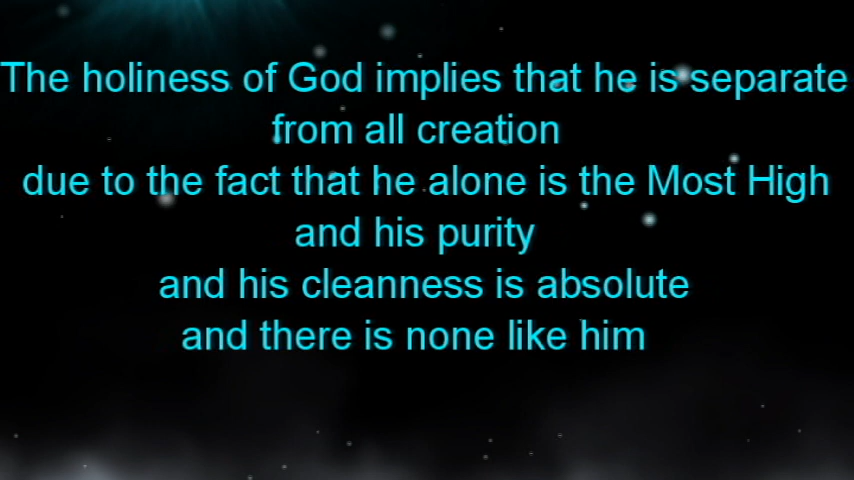 The holiness of God implies that he is separate
from all creation
due to the fact that he alone is the Most High
and his purity
and his cleanness is absolute
and there is none like him